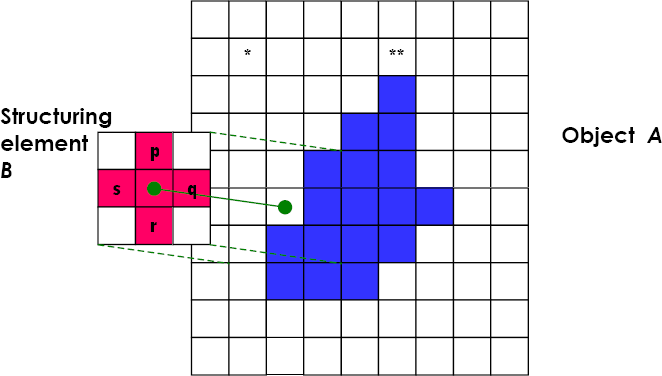 * **
Structuring
element
B
p
s q
r
Object A